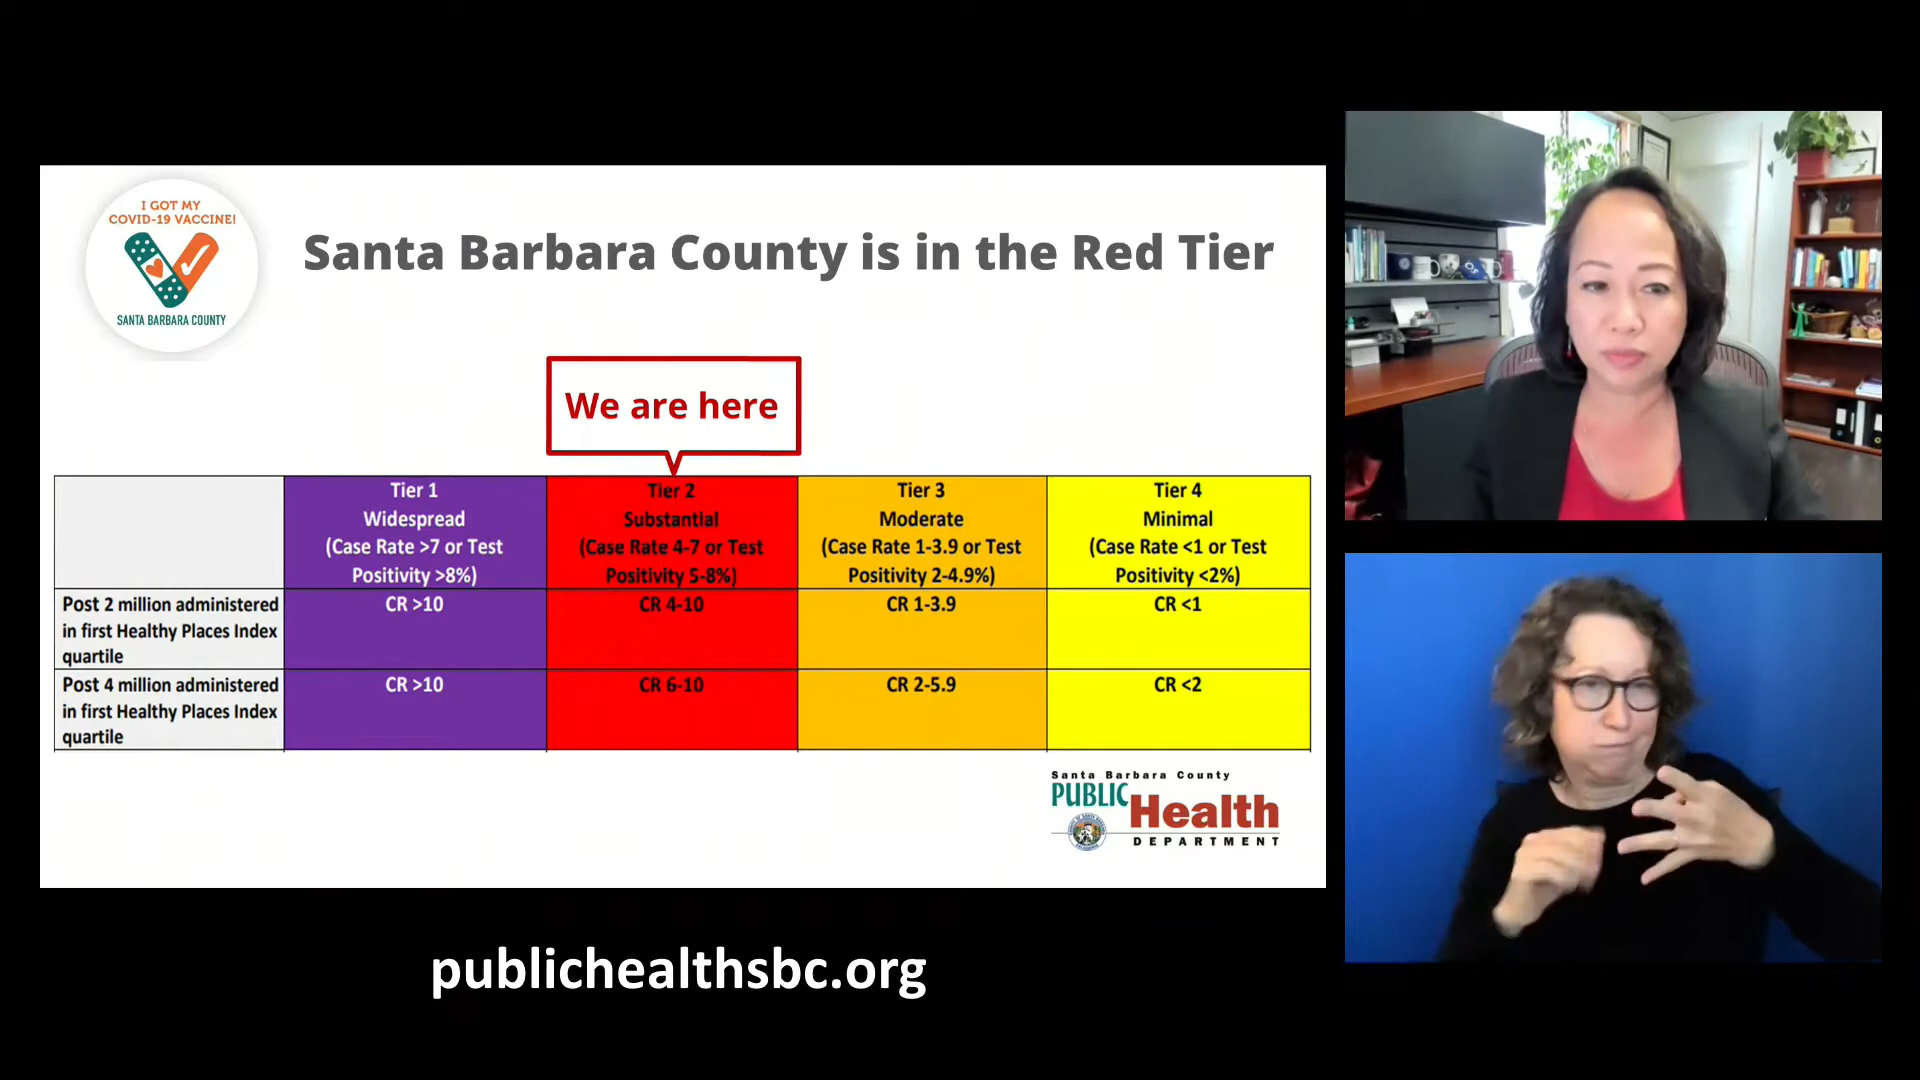 I GOT MY
COVID-19 VACCINE!
SANTA BARBARA COUNTY
Santa Barbara County is in the Red Tier
We are here
Tier 1
Widespread
(Case Rate >7 or Test
Positivity >8%)
Tier 2
Substantial
(Case Rate 4-7 or Test
Positivity 5-8%)
Tier 3
Moderate
(Case Rate 1-3.9 or Test
Positivity 2-4.9%)
Tier 4
Minimal
(Case Rate <1 or Test
Positivity <2%)
Post 2 million administered
in first Healthy Places Index
quartile
CR >10
CR 4-10
CR 1-3.9
CR <1
Post 4 million administered
in first Healthy Places Index
quartile
CR >10
CR 6-10
CR 2-5.9
CR <2
Santa Barbara County
PUBLIC
Health
DEPARTMENT
publichealthsbc.org